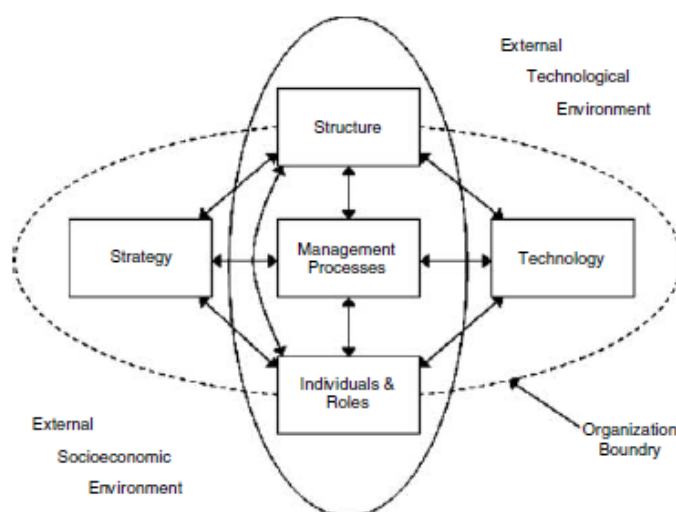 External
Technological
Environment
Structure
Strategy
Management
Processes
Technology
Individuals &
Roles
External
Socioeconomic
Environment
Organization
Boundry